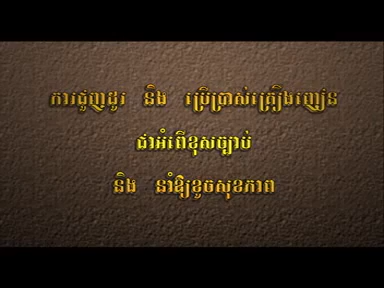 ការជួញដូរ និង ប្រើប្រាស់គ្រឿងញៀន
ជាអំពើខុសច្បាប់
និង នាំឱ្យខូចសុខភាព